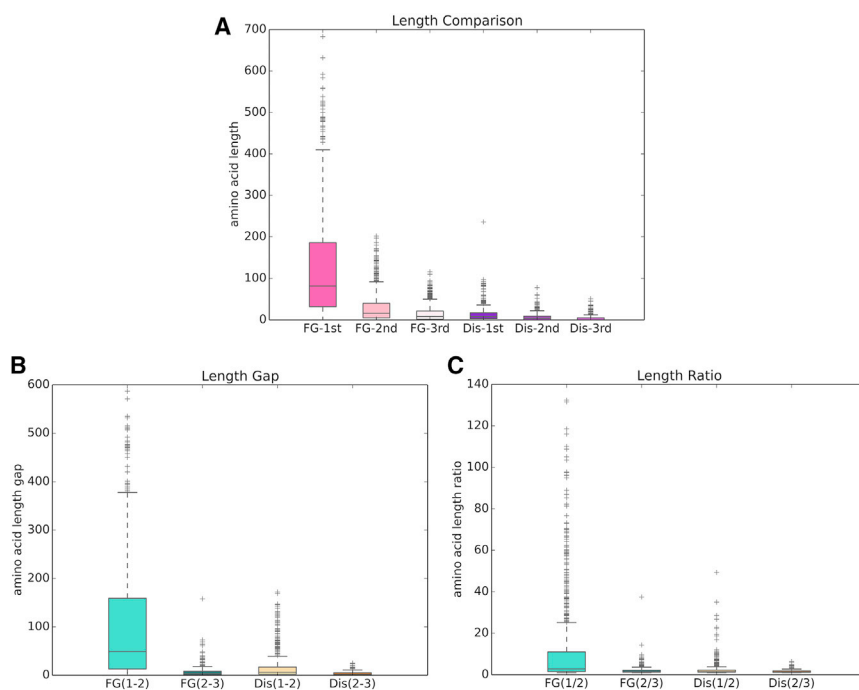 A
Length Comparison
amino acid length
700
600
500
400
300
200
100
0
FG-1st FG-2nd FG-3rd Dis-1st Dis-2nd Dis-3rd
B
Length Gap
amino acid length gap
600
500
400
300
200
100
0
FG(1-2) FG(2-3) Dis(1-2) Dis(2-3)
C
Length Ratio
amino acid length ratio
140
120
100
80
60
40
20
0
FG(1/2) FG(2/3) Dis(1/2) Dis(2/3)